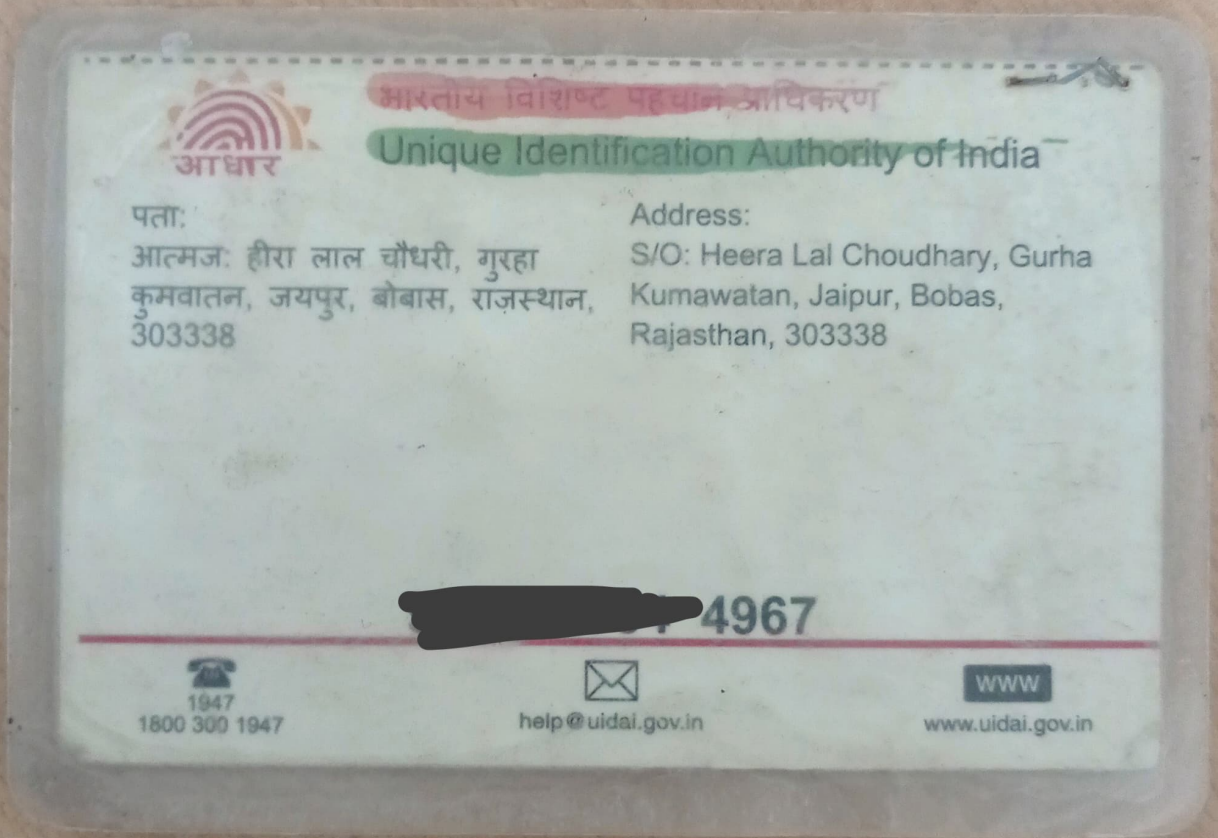 भारतीय विशिष्ट पहचान प्राधिकरण
आधार
Unique Identification Authority of India
पता:
आत्मज: हीरा लाल चौधरी, गुरहा
कुमवातन, जयपुर, बोबास, राजस्थान,
303338
Address:
S/O: Heera Lal Choudhary, Gurha
Kumawatan, Jaipur, Bobas,
Rajasthan, 303338
4967
1947
1800 300 1947
help@uidai.gov.in
www
www.uidai.gov.in